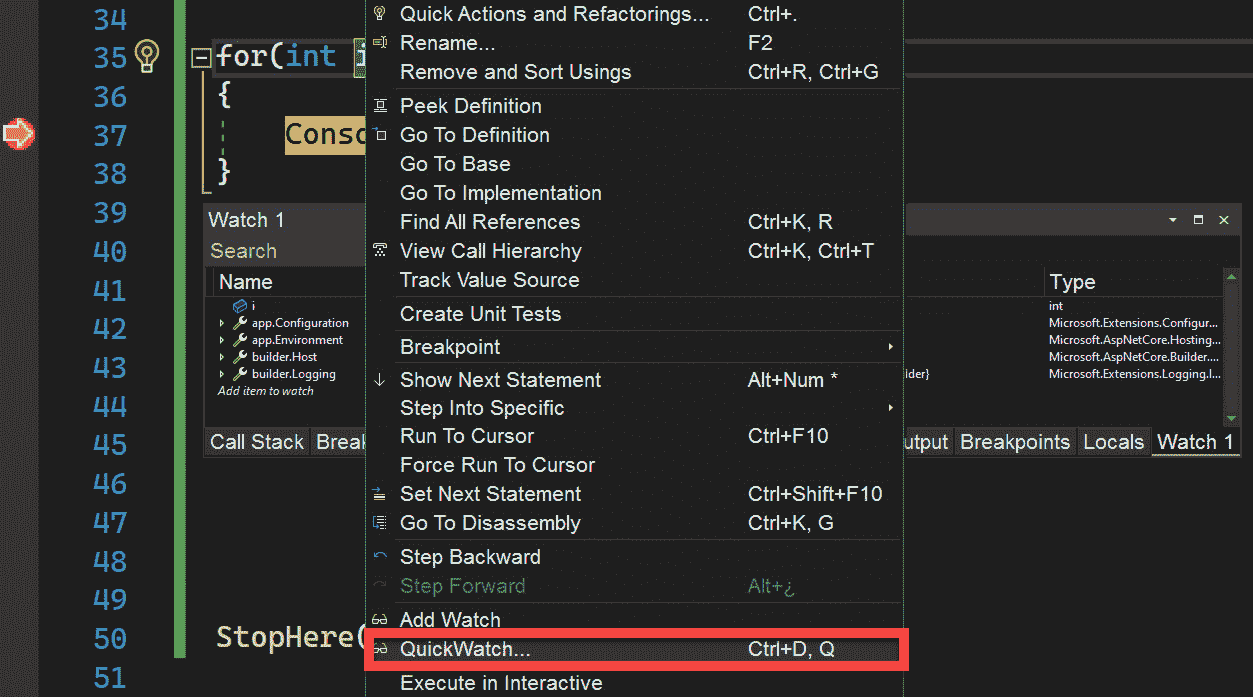 34
Quick Actions and Refactorings... Ctrl+.
35 for(int i
Rename... F2
Remove and Sort Usings Ctrl+R, Ctrl+G
36 {
Peek Definition
37 Conso
Go To Definition
Go To Base
38 }
Go To Implementation
39
Watch 1
Find All References Ctrl+K, R
40
Search
View Call Hierarchy Ctrl+K, Ctrl+T
Track Value Source
41
Name Type
i int
Create Unit Tests
app.Configuration Microsoft.Extensions.Configur...
42
app.Environment Microsoft.AspNetCore.Hosting...
Breakpoint
builder.Host Microsoft.AspNetCore.Builder....
43
builder.Logging ilder} Microsoft.Extensions.Logging.I...
Show Next Statement Alt+Num *
Add item to watch
44
Step Into Specific
45
Run To Cursor Ctrl+F10
Call Stack Break utput Breakpoints Locals Watch 1
Force Run To Cursor
46
Set Next Statement Ctrl+Shift+F10
47
Go To Disassembly Ctrl+K, G
48
Step Backward
49
Step Forward Alt+¿
Add Watch
50 StopHere(
QuickWatch... Ctrl+D, Q
51
Execute in Interactive